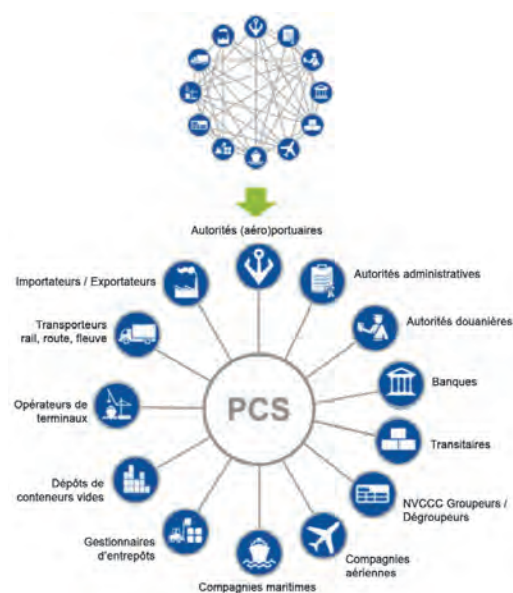 Autorités (aéro)portuaires
Importateurs / Exportateurs
Autorités administratives
Transporteurs
rail, route, fleuve
Autorités douanières
PCS
Banques
Opérateurs de
terminaux
Transitaires
Dépôts de
conteneurs vides
NVCCC Groupeurs /
Dégroupeurs
Gestionnaires
d'entrepôts
Compagnies
aériennes
Compagnies maritimes